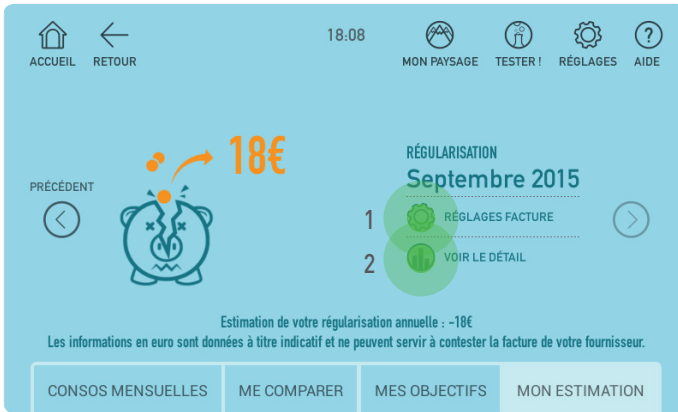 18:08
ACCUEIL RETOUR MON PAYSAGE TESTER ! RÉGLAGES AIDE
18€
RÉGULARISATION
Septembre 2015
PRÉCÉDENT
1 RÉGLAGES FACTURE
2 VOIR LE DÉTAIL
Estimation de votre régularisation annuelle : -18€
Les informations en euro sont données à titre indicatif et ne peuvent servir à contester la facture de votre fournisseur.
CONSOS MENSUELLES ME COMPARER MES OBJECTIFS MON ESTIMATION